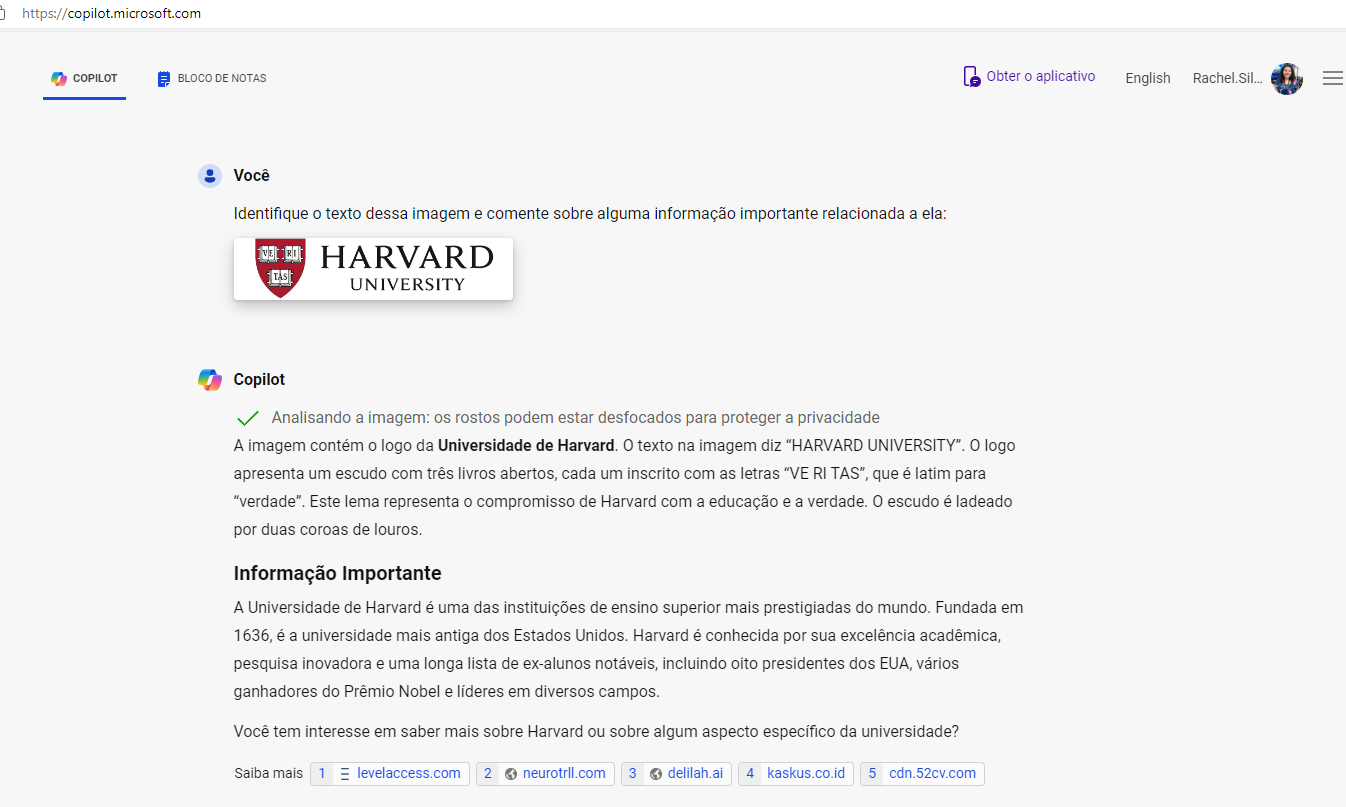 https://copilot.microsoft.com
COPILOT BLOCO DE NOTAS Obter o aplicativo English Rachel.Sil...
Você
Identifique o texto dessa imagem e comente sobre alguma informação importante relacionada a ela:
VE RI TAS HARVARD
UNIVERSITY
Copilot
Analisando a imagem: os rostos podem estar desfocados para proteger a privacidade
A imagem contém o logo da Universidade de Harvard. O texto na imagem diz “HARVARD UNIVERSITY”. O logo
apresenta um escudo com três livros abertos, cada um inscrito com as letras “VE RI TAS”, que é latim para
“verdade”. Este lema representa o compromisso de Harvard com a educação e a verdade. O escudo é ladeado
por duas coroas de louros.
Informação Importante
A Universidade de Harvard é uma das instituições de ensino superior mais prestigiadas do mundo. Fundada em
1636, é a universidade mais antiga dos Estados Unidos. Harvard é conhecida por sua excelência acadêmica,
pesquisa inovadora e uma longa lista de ex-alunos notáveis, incluindo oito presidentes dos EUA, vários
ganhadores do Prêmio Nobel e líderes em diversos campos.
Você tem interesse em saber mais sobre Harvard ou sobre algum aspecto específico da universidade?
Saiba mais 1 levelaccess.com 2 neurotrll.com 3 delilah.ai 4 kaskus.co.id 5 cdn.52cv.com